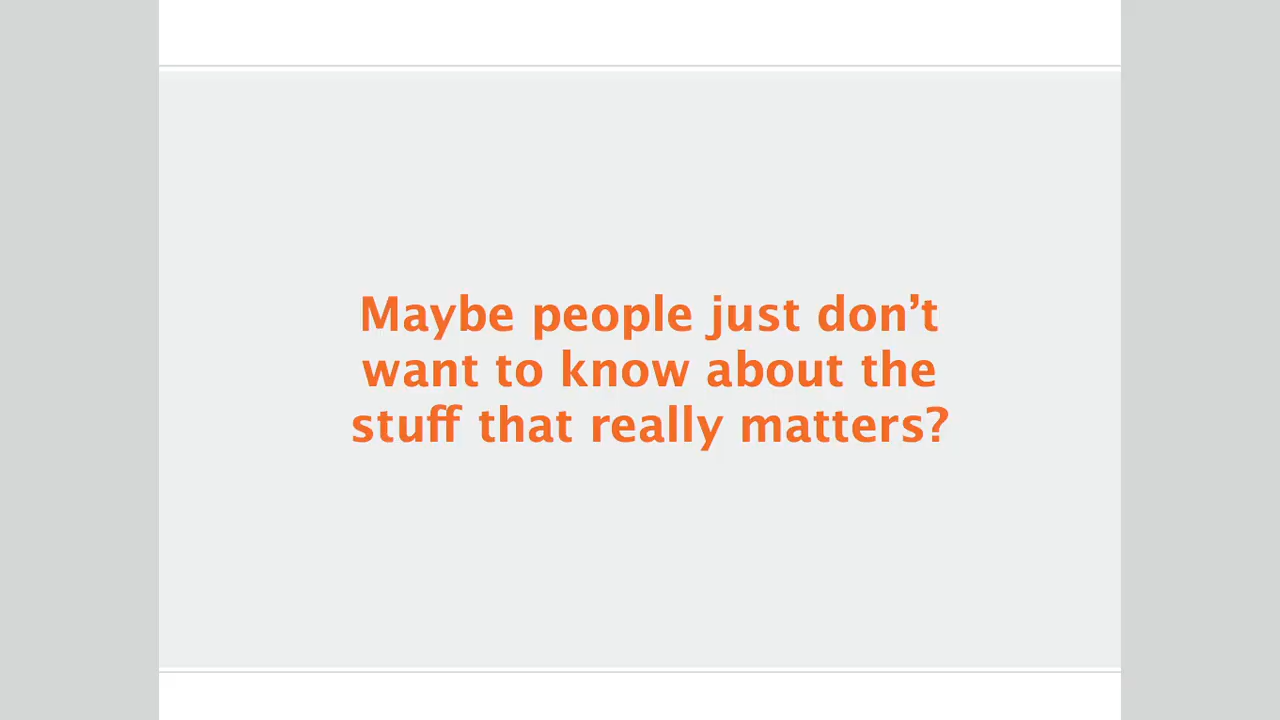 Maybe people just don’t
want to know about the
stuff that really matters?